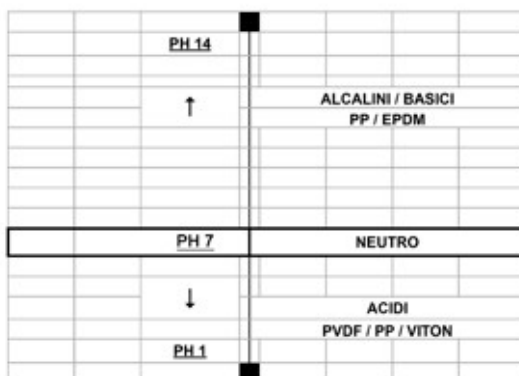 PH 14
↑
ALCALINI / BASICI
PP / EPDM
PH 7 NEUTRO
↓
ACIDI
PVDF / PP / VITON
PH 1